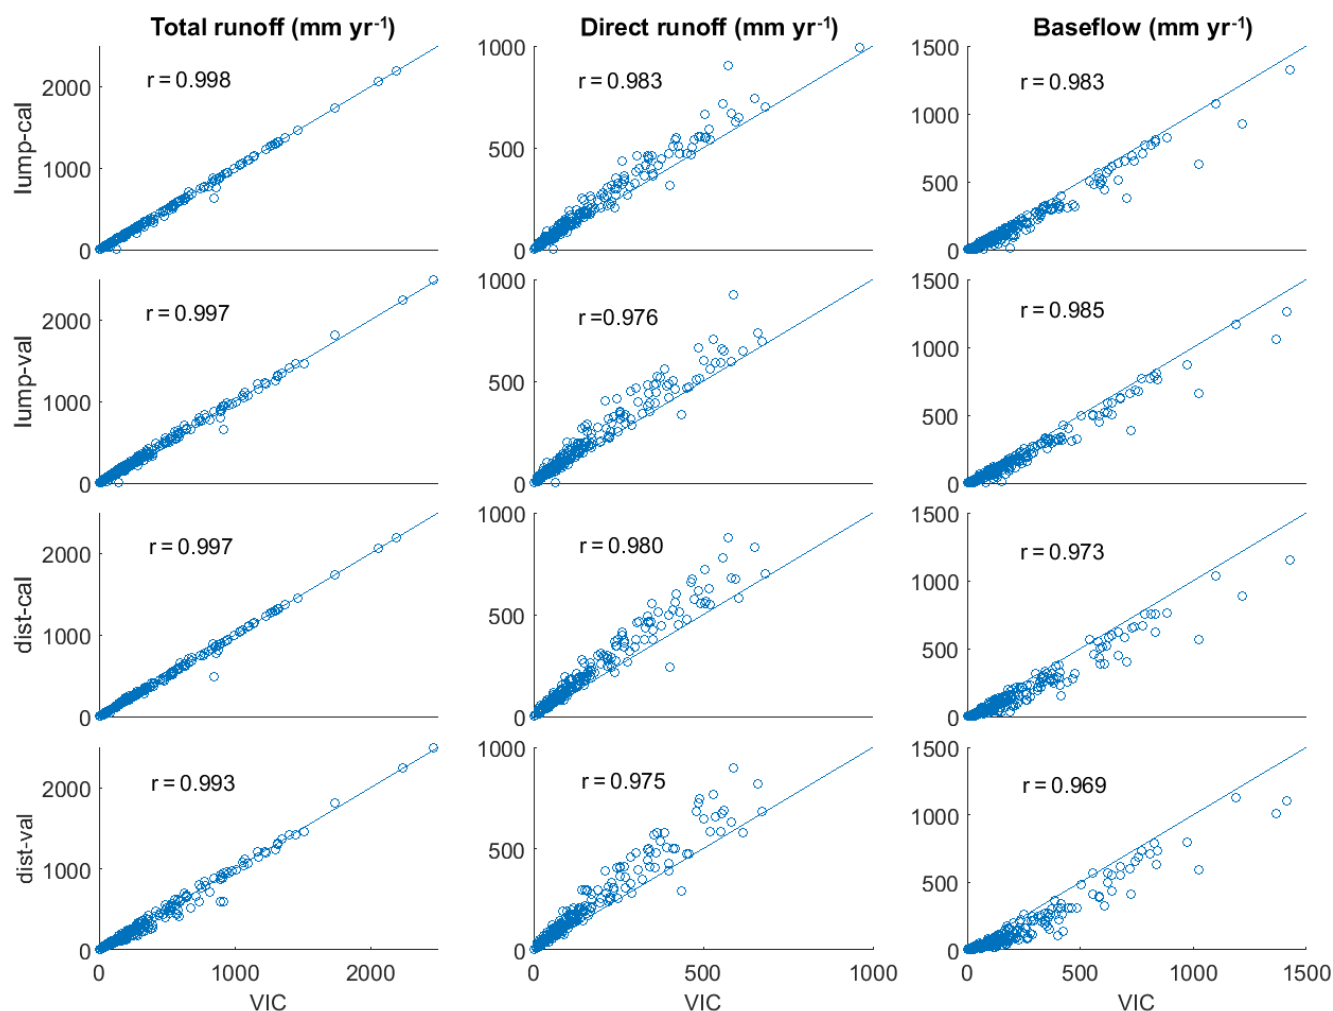 Total runoff (mm yr⁻¹) Direct runoff (mm yr⁻¹) Baseflow (mm yr⁻¹)
lump-cal
2000
1000
0
r = 0.998
1000
500
0
r = 0.983
1500
1000
500
0
r = 0.983
lump-val
2000
1000
0
r = 0.997
1000
500
0
r =0.976
1500
1000
500
0
r = 0.985
dist-cal
2000
1000
0
r = 0.997
1000
500
0
r = 0.980
1500
1000
500
0
r = 0.973
dist-val
2000
1000
0
r = 0.993
1000
500
0
r = 0.975
1500
1000
500
0
r = 0.969
0 1000 2000 0 500 1000 0 500 1000 1500
VIC VIC VIC